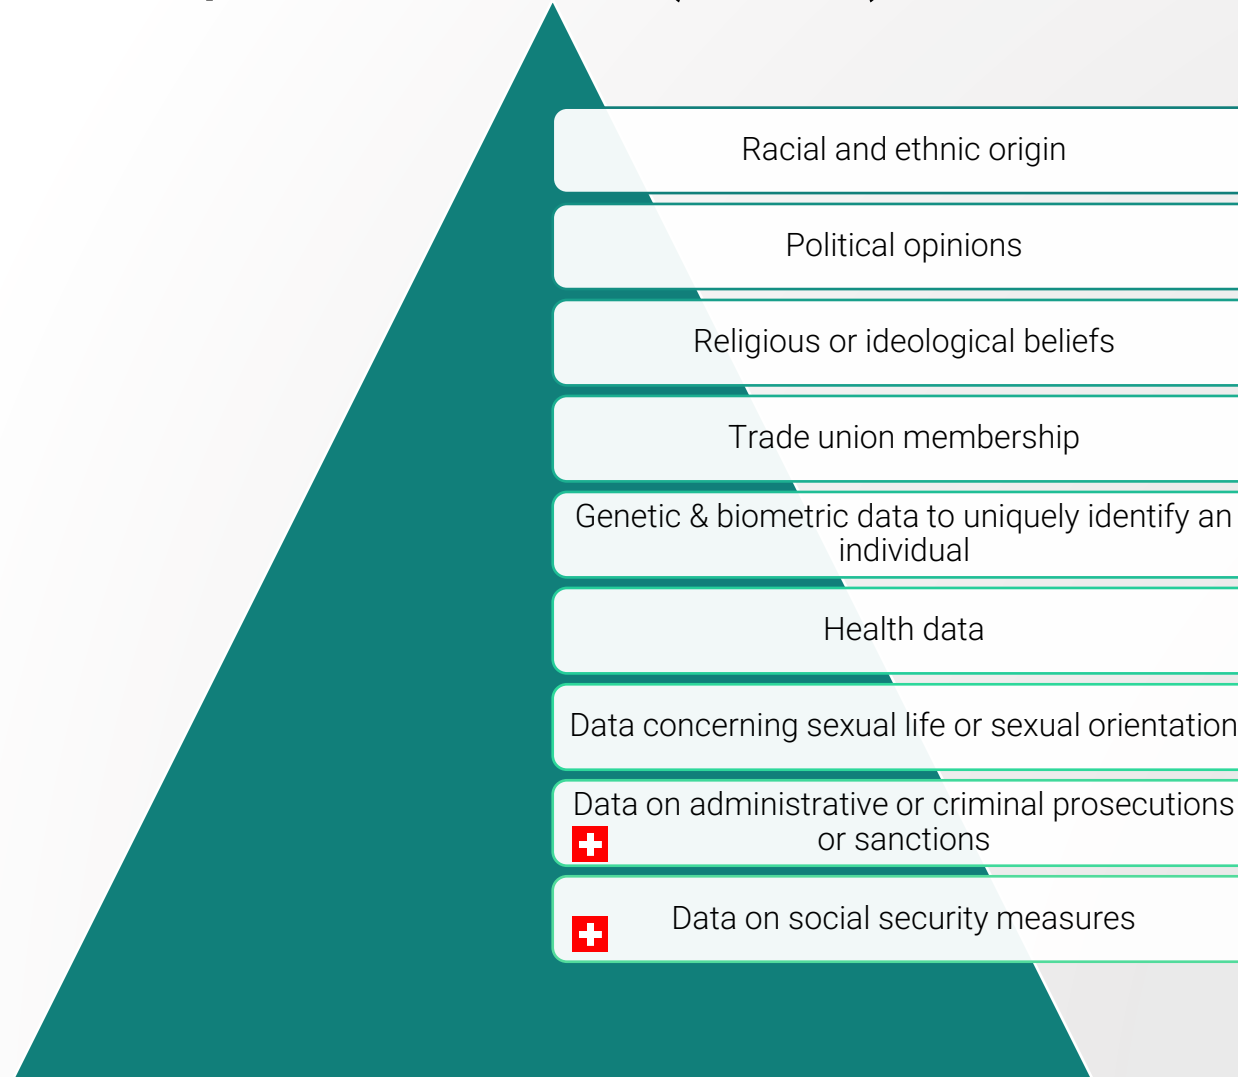 Racial and ethnic origin
Political opinions
Religious or ideological beliefs
Trade union membership
Genetic & biometric data to uniquely identify an
individual
Health data
Data concerning sexual life or sexual orientation
Data on administrative or criminal prosecutions
or sanctions
Data on social security measures